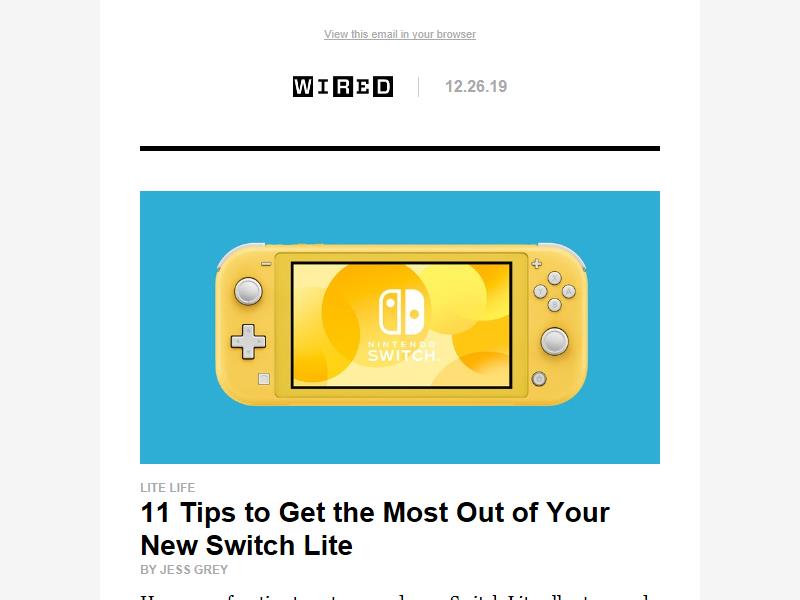 View this email in your browser
WIRED
12.26.19
NINTENDO
SWITCH
LITE LIFE
11 Tips to Get the Most Out of Your
New Switch Lite
BY JESS GREY